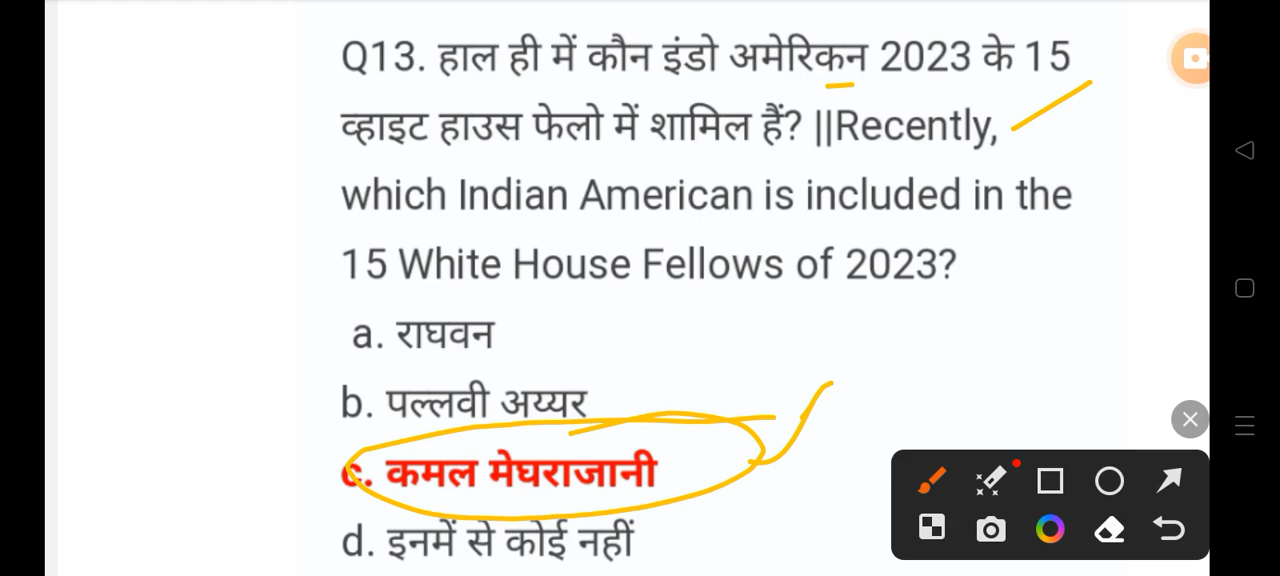 Q13. हाल ही में कौन इंडो अमेरिकन 2023 के 15
व्हाइट हाउस फेलो में शामिल हैं? ||Recently,
which Indian American is included in the
15 White House Fellows of 2023?
a. राघवन
b. पल्लवी अय्यर
c. कमल मेघराजानी
d. इनमें से कोई नहीं